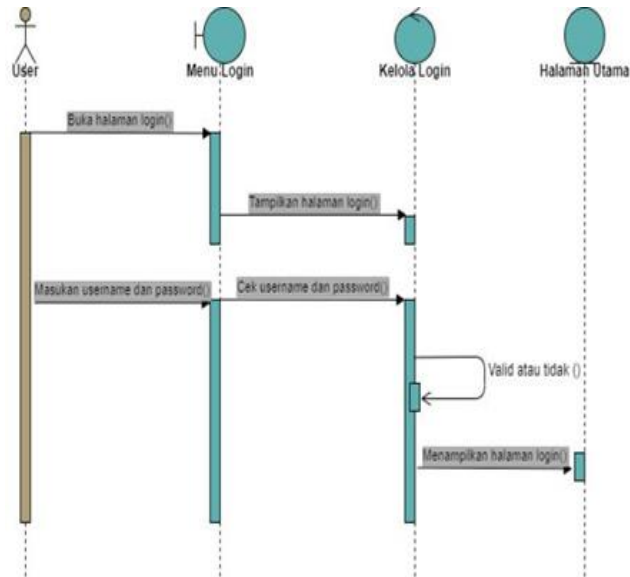 User
Menu Login
Kelola Login
Halaman Utama
Buka halaman login()
Tampilkan halaman login()
Masukan username dan password()
Cek username dan password()
Valid atau tidak ()
Menampilkan halaman login()